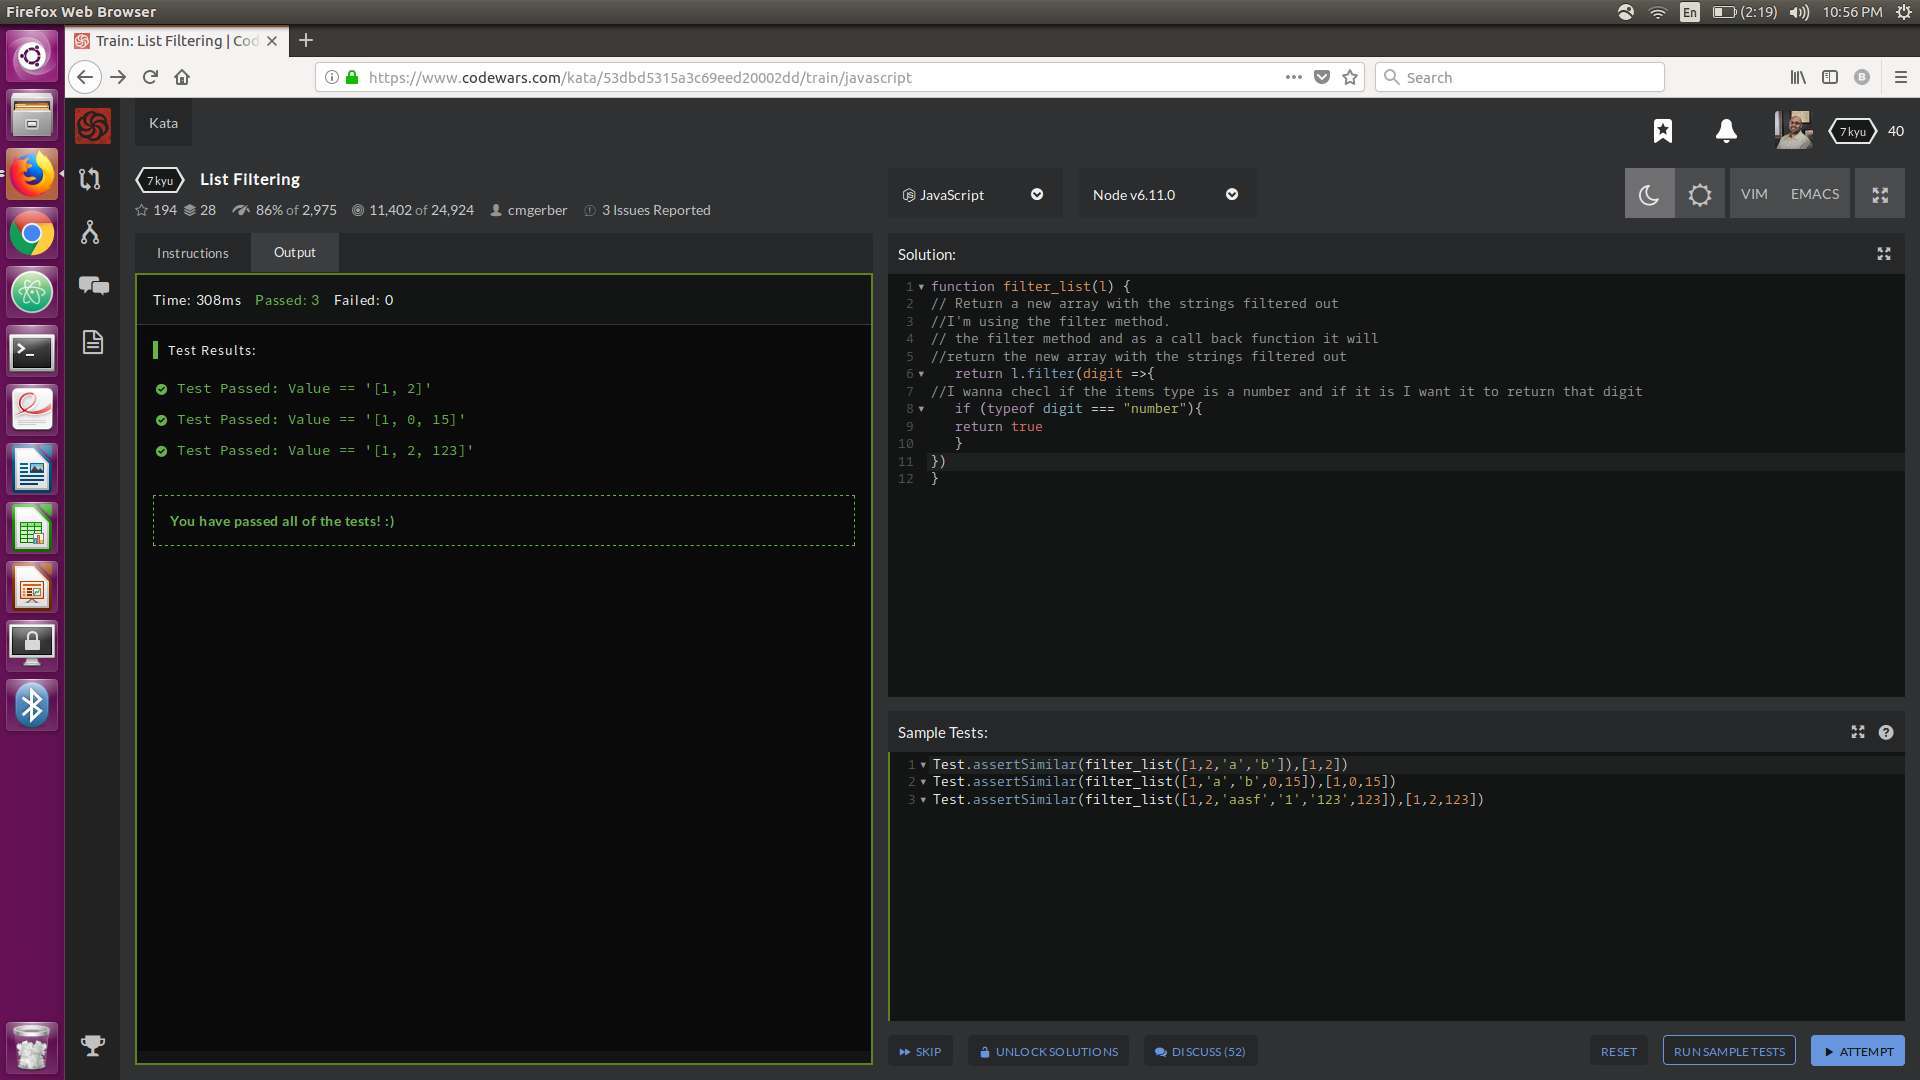 Firefox Web Browser
En
(2:19)
10:56 PM
Train: List Filtering | Cod
https://www.codewars.com/kata/53dbd5315a3c69eed20002dd/train/javascript
Search
B
Kata
7 kyu
40
7 kyu
List Filtering
194
28
86% of 2,975
11,402 of 24,924
cmgerber
3 Issues Reported
JavaScript
Node v6.11.0
VIM
EMACS
Instructions
Output
Time: 308ms Passed: 3 Failed: 0
Test Results:
Test Passed: Value == '[1, 2]'
Test Passed: Value == '[1, 0, 15]'
Test Passed: Value == '[1, 2, 123]'
You have passed all of the tests! :)
Solution:
1 function filter_list(l) {
2 // Return a new array with the strings filtered out
3 //I'm using the filter method.
4 // the filter method and as a call back function it will
5 //return the new array with the strings filtered out
6 return l.filter(digit =>{
7 //I wanna checl if the items type is a number and if it is I want it to return that digit
8 if (typeof digit === "number"){
9 return true
10 }
11 })
12 }
Sample Tests:
1 Test.assertSimilar(filter_list([1,2,'a','b']),[1,2])
2 Test.assertSimilar(filter_list([1,'a','b',0,15]),[1,0,15])
3 Test.assertSimilar(filter_list([1,2,'aasf','1','123',123]),[1,2,123])
SKIP
UNLOCK SOLUTIONS
DISCUSS (52)
RESET
RUN SAMPLE TESTS
ATTEMPT